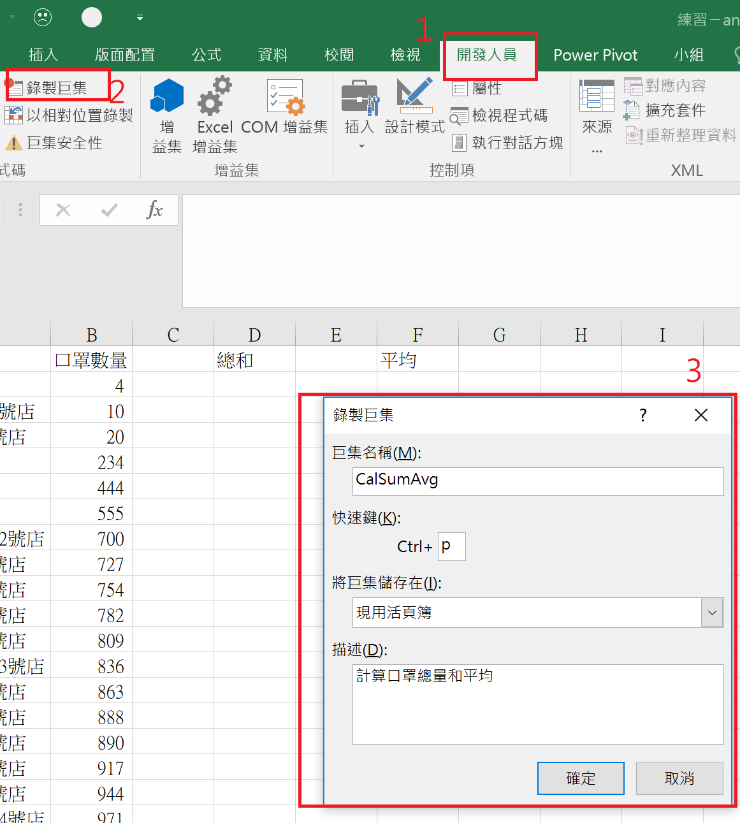 練習－an
1
插入 版面配置 公式 資料 校閱 檢視 開發人員 Power Pivot 小組
錄製巨集 2
以相對位置錄製
巨集安全性
式碼
增
益集
Excel
增益集
COM 增益集
增益集
插入
設計模式
屬性
檢視程式碼
執行對話方塊
控制項
來源
...
對應內容
擴充套件
重新整理資料
XML
fx
B C D E F G H I
口罩數量 總和 平均
4
號店 10
號店 20
234
444
555
2號店 700
號店 727
號店 754
號店 782
號店 809
3號店 836
號店 863
號店 888
號店 890
號店 917
號店 944
4號店 971
3
錄製巨集 ?
巨集名稱(M):
CalSumAvg
快速鍵(K):
Ctrl+ p
將巨集儲存在(I):
現用活頁簿
描述(D):
計算口罩總量和平均
確定 取消